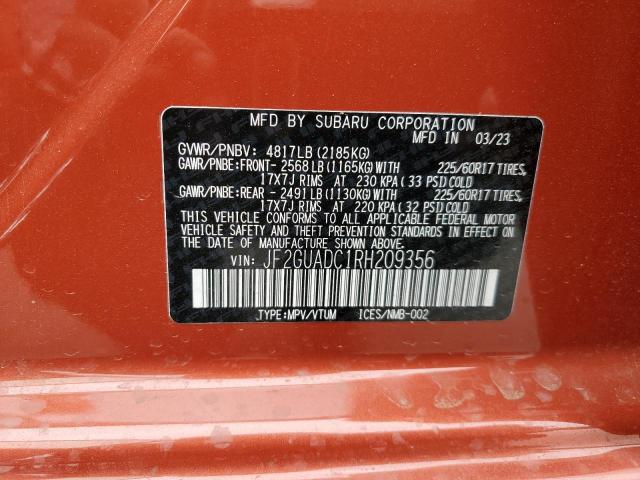 MFD BY SUBARU CORPORATION
MFD IN 03/23
GVWR/PNBV: 4817LB(2185KG)
GAWR/PNBE:FRONT-2568LB(1165KG)WITH 225/60R17 TIRES,
17X7J RIMS AT 230 KPA (33 PSI)COLD
GAWR/PNBE:REAR -2491LB(1130KG)WITH 225/60R17 TIRES,
17X7J RIMS AT 220 KPA (32 PSI)COLD
THIS VEHICLE CONFORMS TO ALL APPLICABLE FEDERAL MOTOR
VEHICLE SAFETY AND THEFT PREVENTION STANDARDS IN EFFECT ON
THE DATE OF MANUFACTURE SHOWN ABOVE.
VIN: JF2GUADC1RH209356
TYPE:MPV/VTUM ICES/NMB-002